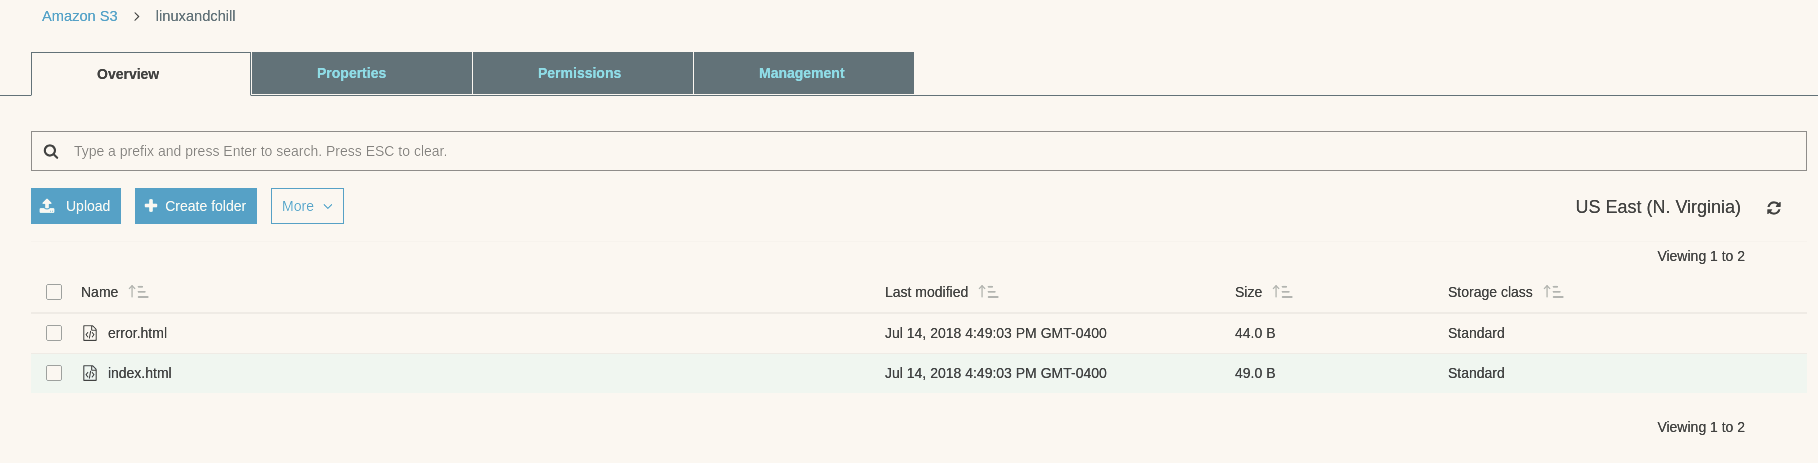 Amazon S3 > linuxandchill
Overview Properties Permissions Management
Type a prefix and press Enter to search. Press ESC to clear.
Upload Create folder More US East (N. Virginia)
Viewing 1 to 2
Name Last modified Size Storage class
error.html Jul 14, 2018 4:49:03 PM GMT-0400 44.0 B Standard
index.html Jul 14, 2018 4:49:03 PM GMT-0400 49.0 B Standard
Viewing 1 to 2